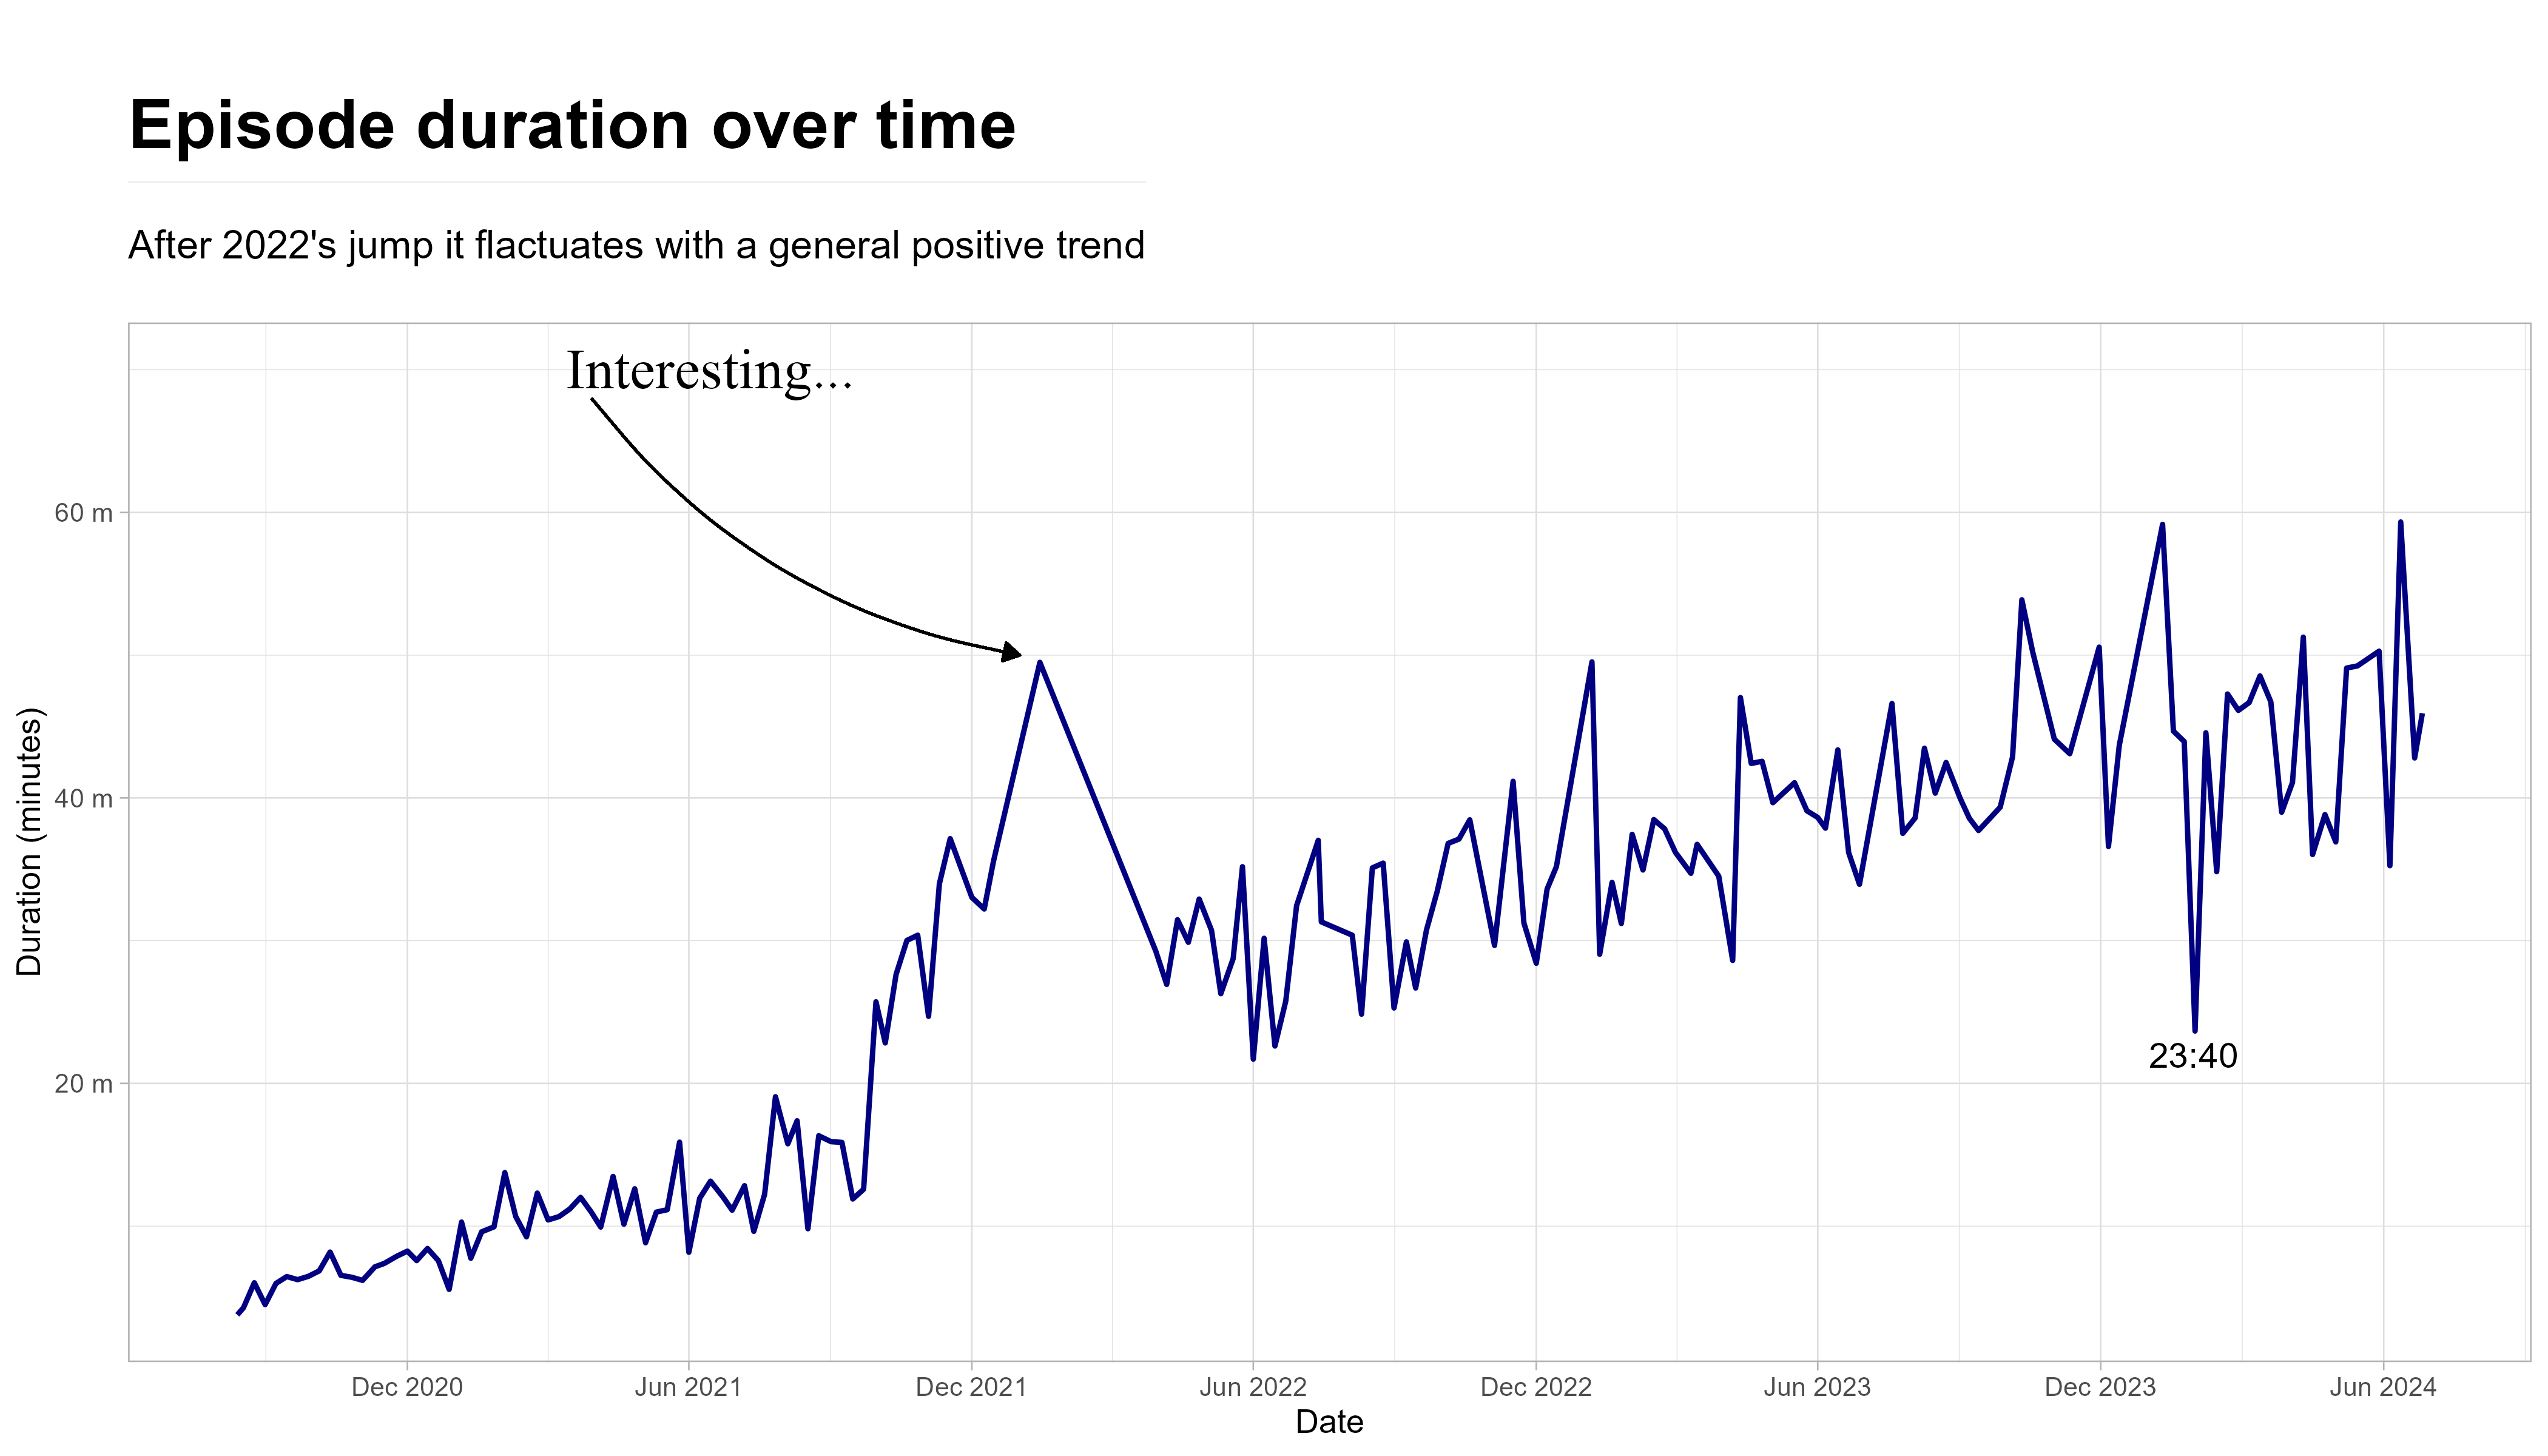 Episode duration over time
After 2022's jump it flactuates with a general positive trend
Interesting...
60 m
40 m
20 m
Duration (minutes)
23:40
Dec 2020
Jun 2021
Dec 2021
Jun 2022
Dec 2022
Jun 2023
Dec 2023
Jun 2024
Date